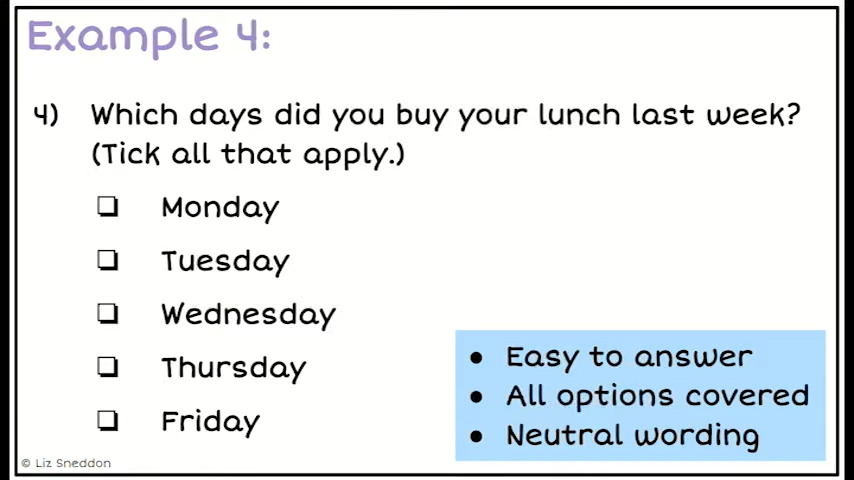 Example 4:
4) Which days did you buy your lunch last week?
(Tick all that apply.)
❏ Monday
❏ Tuesday
❏ Wednesday
❏ Thursday
❏ Friday
● Easy to answer
● All options covered
● Neutral wording
© Liz Sneddon